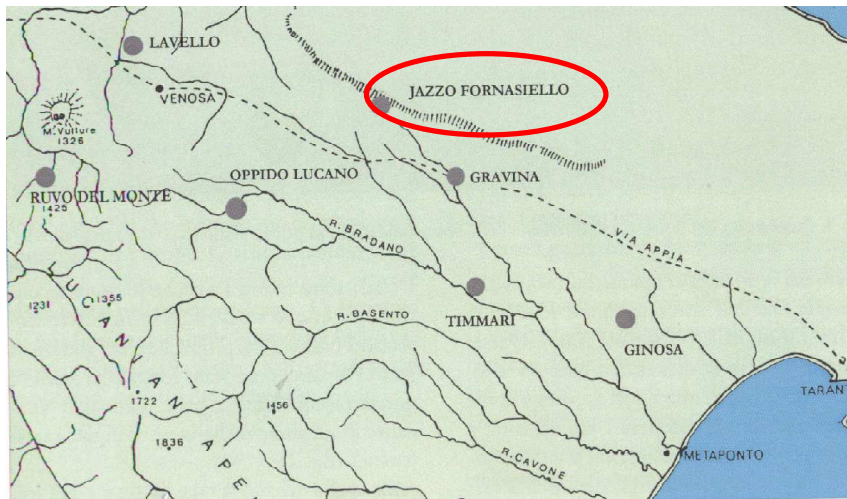 LAVELLO
JAZZO FORNASIELLO
VENOSA
M. Vulture
1326
OPPIDO LUCANO
GRAVINA
RUVO DEL MONTE
1425
R. BRADANO
VIA APPIA
LUCANIAN APE
1231
1355
R. BASENTO
TIMMARI
GINOSA
TARANT
1722
1456
1836
R. CAVONE
METAPONTO